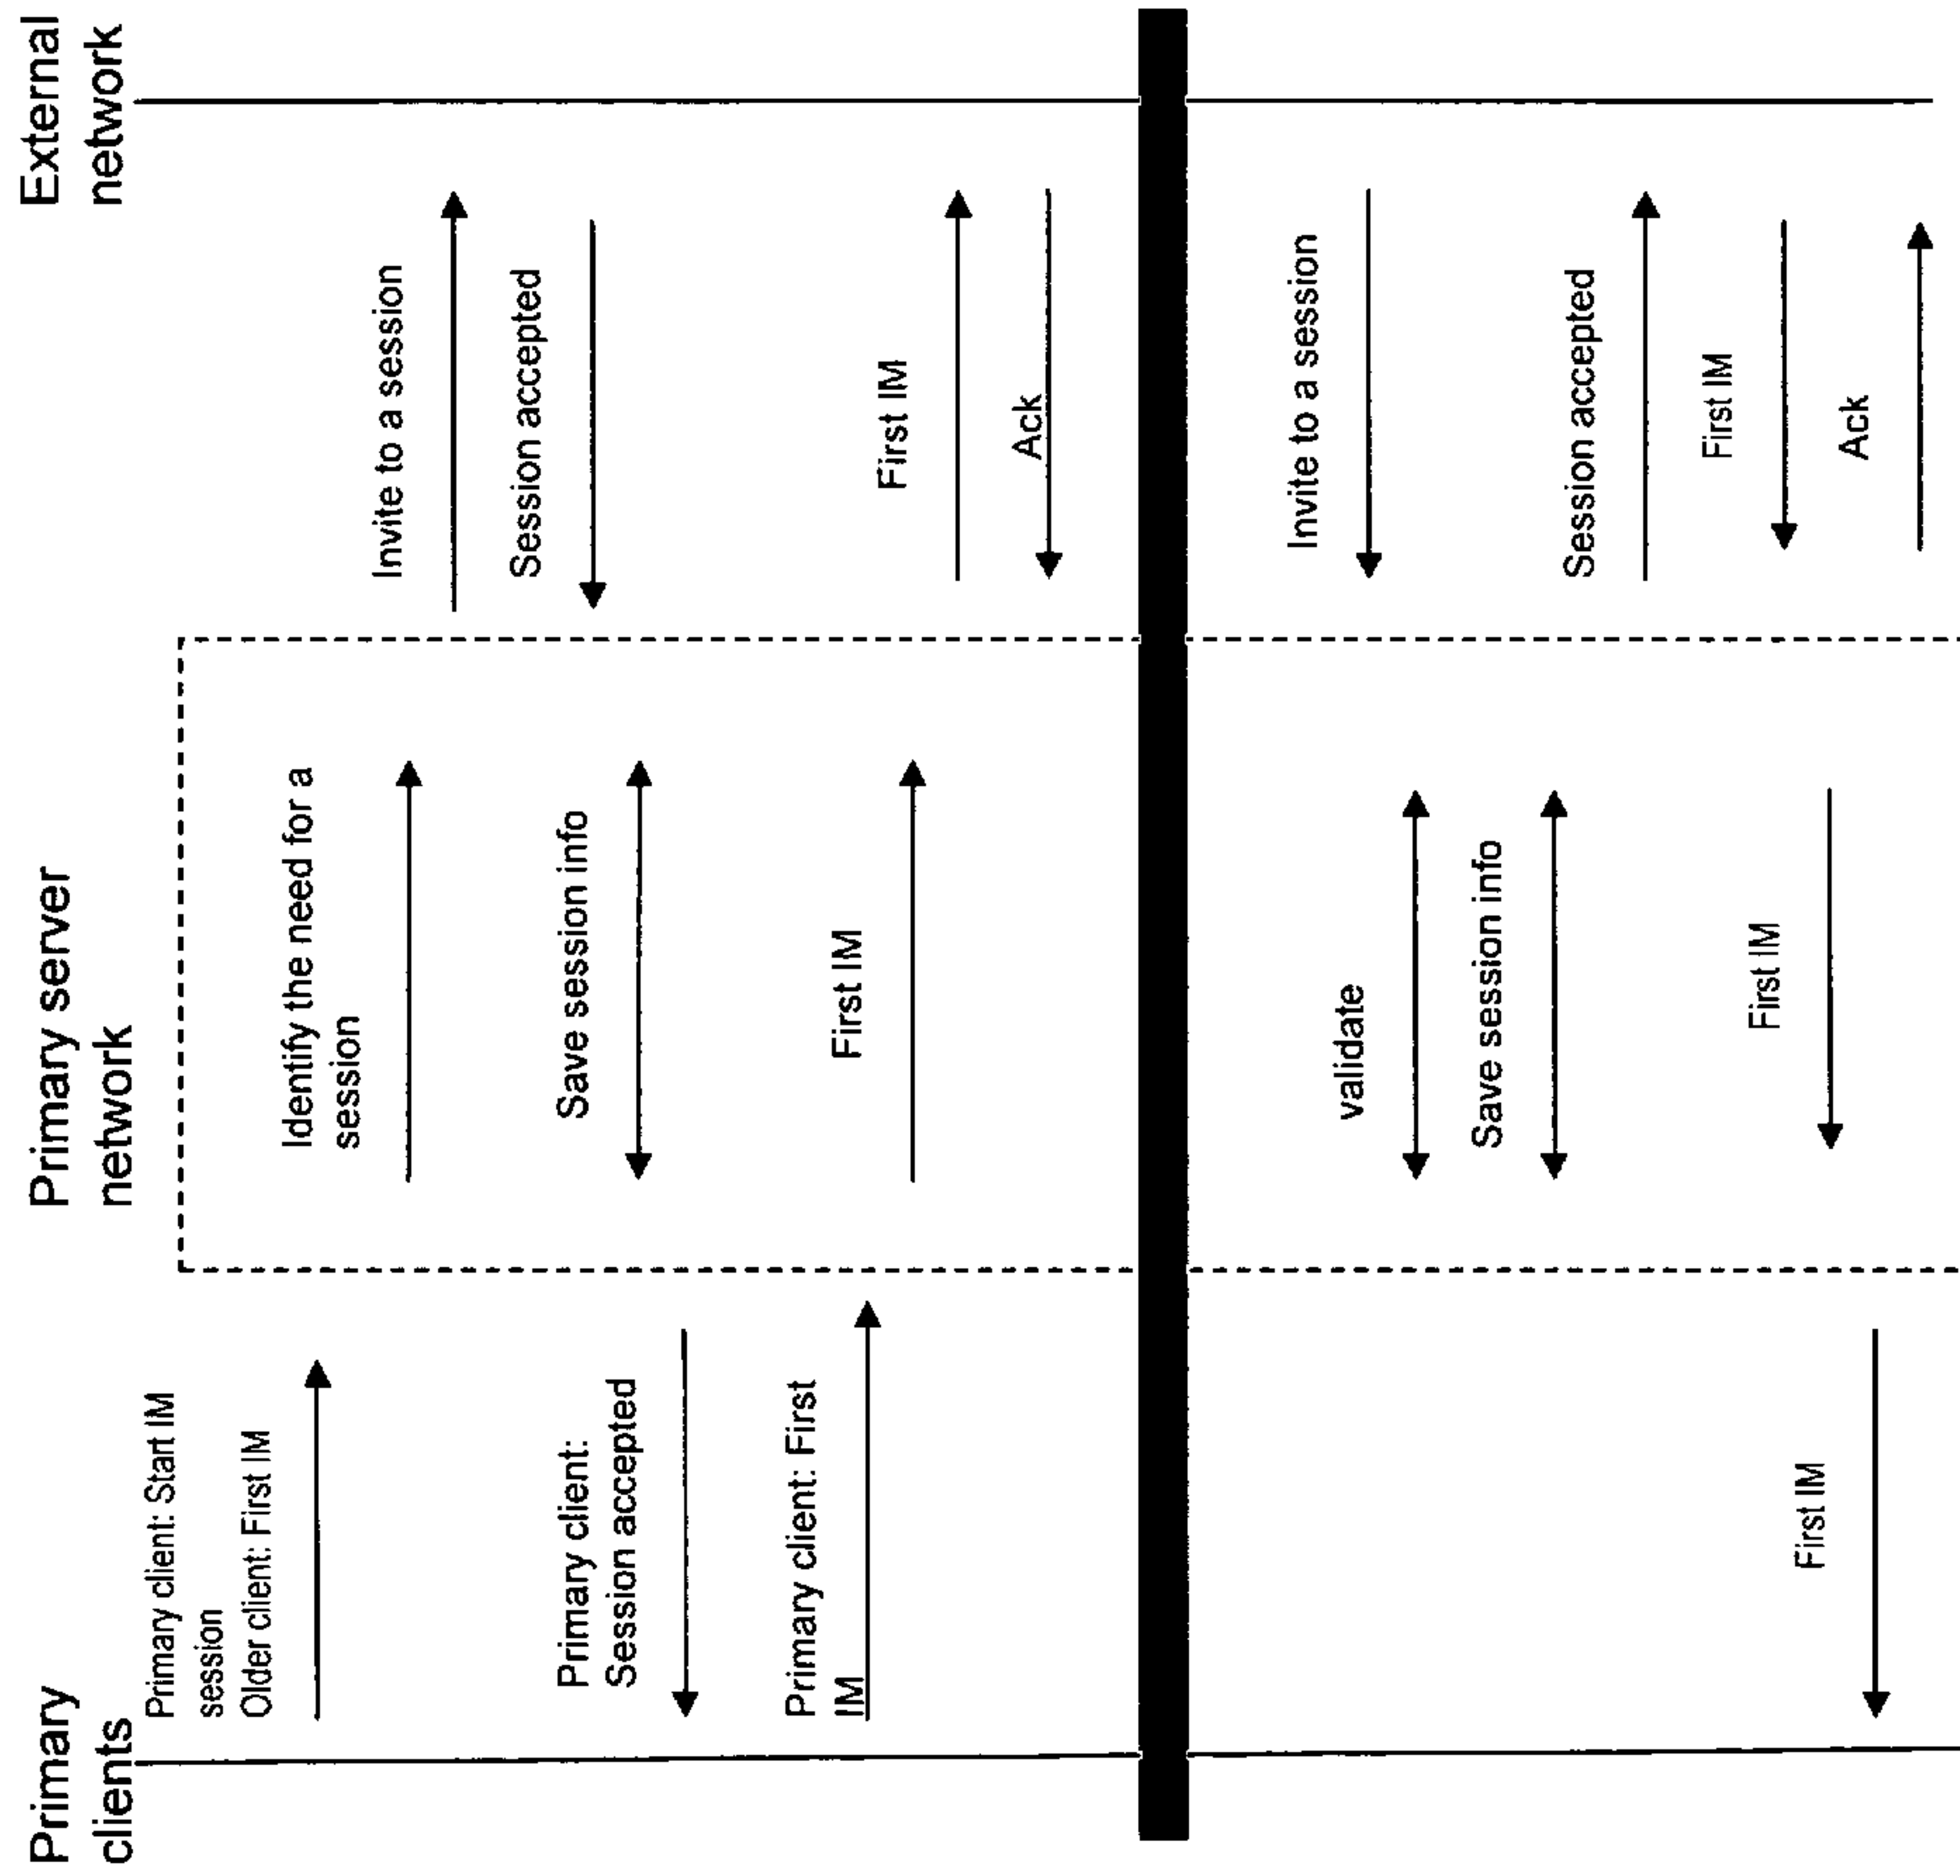 Primary
clients
Primary server
network
External
network
Primary client: Start IM
session
Older client: First IM
Identify the need for a
session
Invite to a session
Session accepted
Save session info
Primary client:
Session accepted
Primary client: First
IM
First IM
First IM
Ack
Invite to a session
validate
Save session info
Session accepted
First IM
First IM
First IM
Ack